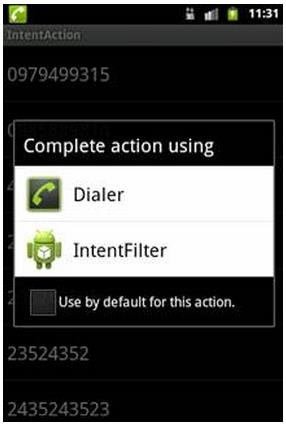 11:31
IntentAction
0979499315
Complete action using
Dialer
IntentFilter
Use by default for this action.
23524352
2435243523